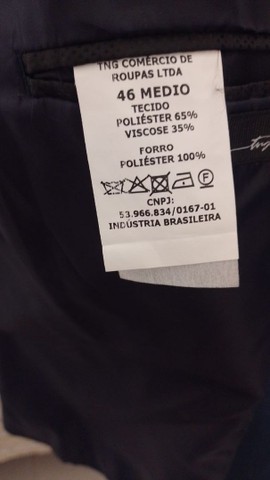 TNG COMÉRCIO DE
ROUPAS LTDA
46 MEDIO
TECIDO
POLIÉSTER 65%
VISCOSE 35%
FORRO
POLIÉSTER 100%
CNPJ:
53.966.834/0167-01
INDÚSTRIA BRASILEIRA
tng